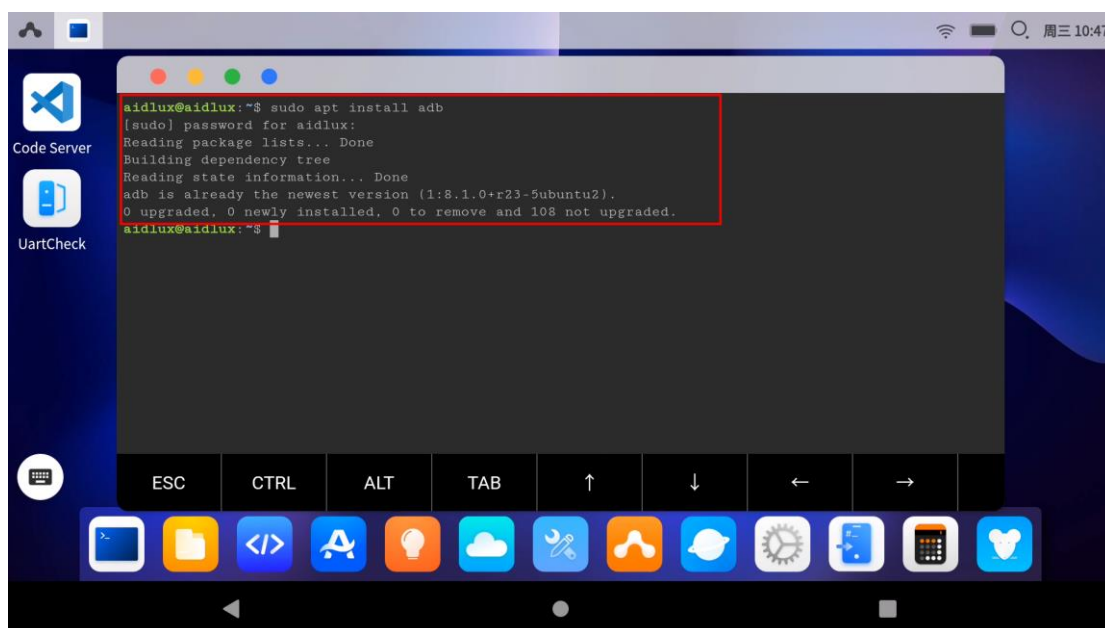 周三 10:47
Code Server
UartCheck
aidlux@aidlux:~$ sudo apt install adb
[sudo] password for aidlux:
Reading package lists... Done
Building dependency tree
Reading state information... Done
adb is already the newest version (1:8.1.0+r23-5ubuntu2).
0 upgraded, 0 newly installed, 0 to remove and 108 not upgraded.
aidlux@aidlux:~$
ESC CTRL ALT TAB ↑ ↓ ← →